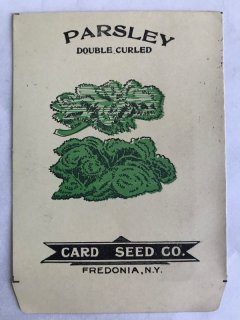 PARSLEY
DOUBLE CURLED
CARD SEED CO.
FREDONIA, N.Y.